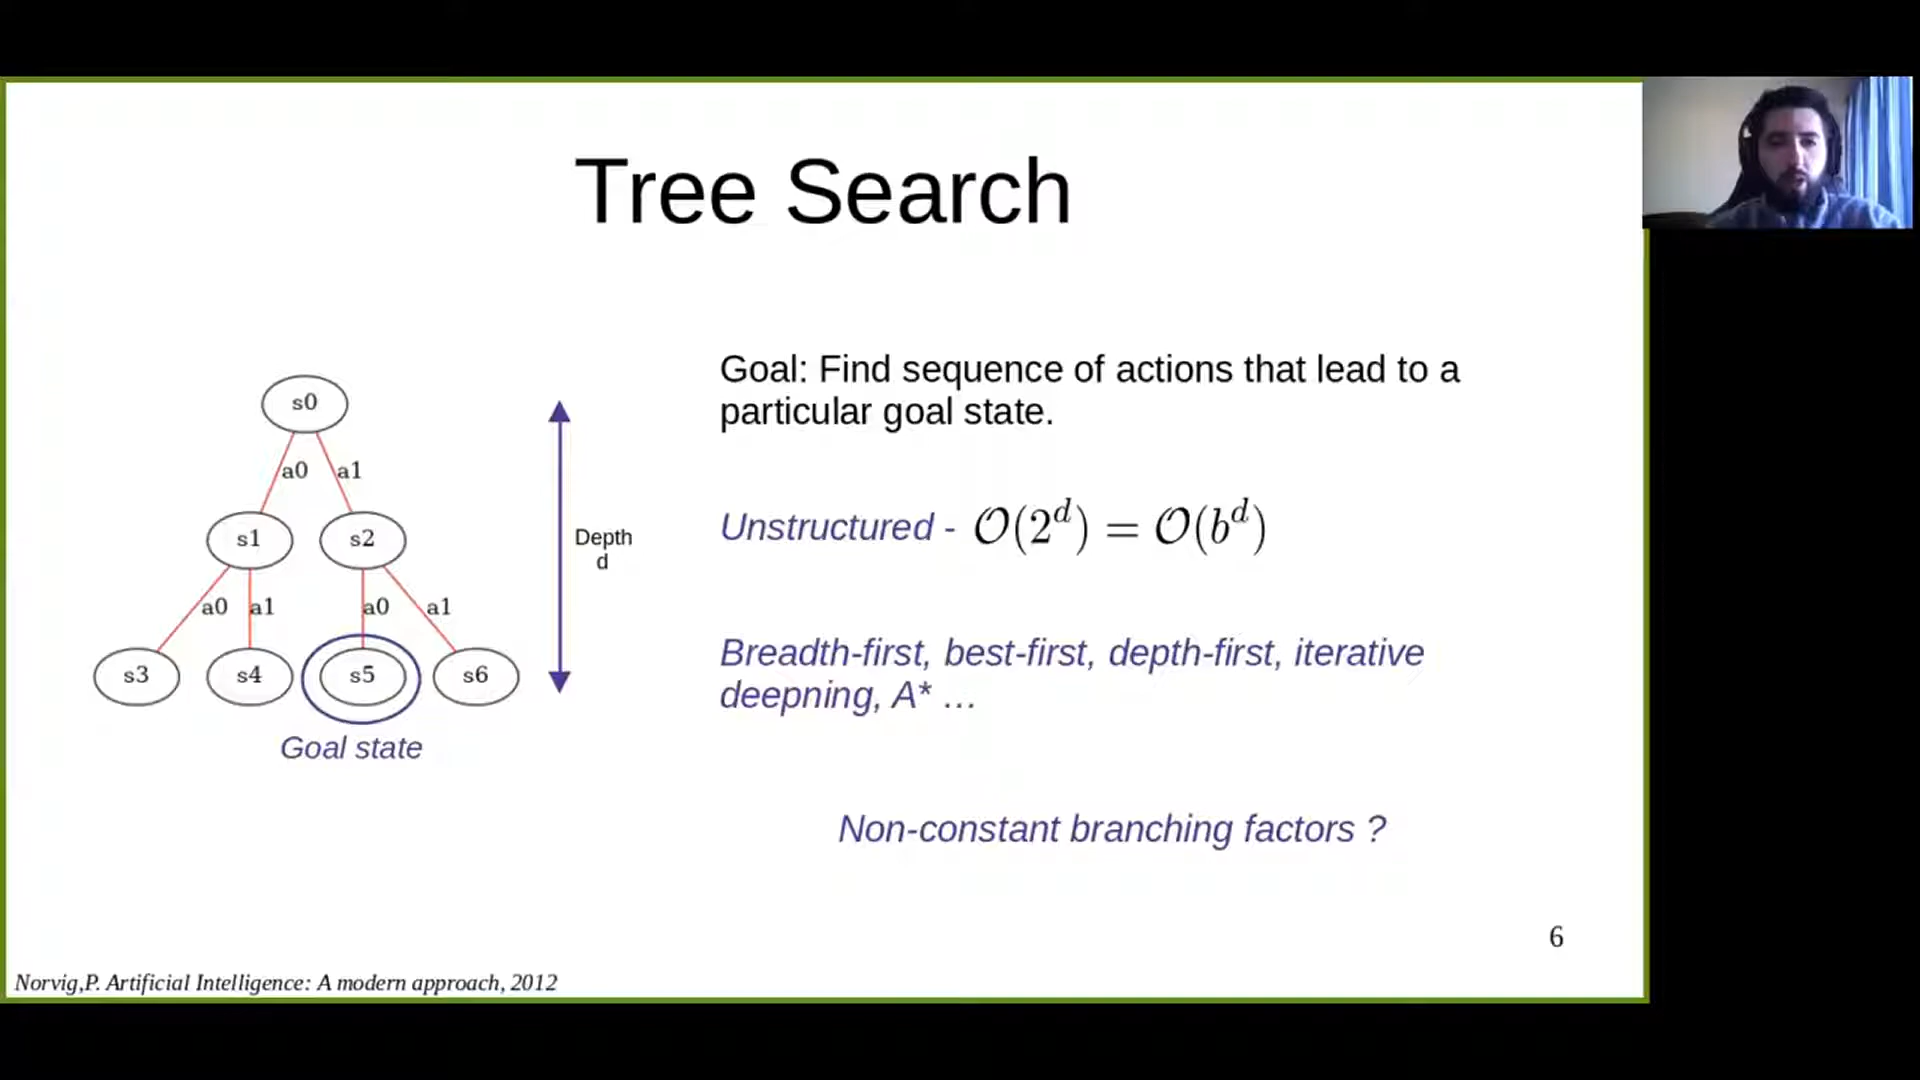 Tree Search
Goal: Find sequence of actions that lead to a
particular goal state.
s0
a0 a1
s1 s2
Depth
d
a0 a1 a0 a1
s3 s4 s5 s6
Goal state
Unstructured - O(2^d) = O(b^d)
Breadth-first, best-first, depth-first, iterative
deepning, A* ...
Non-constant branching factors ?
6
Norvig,P. Artificial Intelligence: A modern approach, 2012